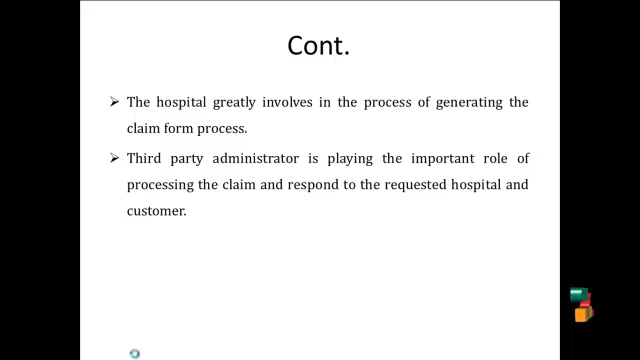 Cont.
➢ The hospital greatly involves in the process of generating the
claim form process.
➢ Third party administrator is playing the important role of
processing the claim and respond to the requested hospital and
customer.